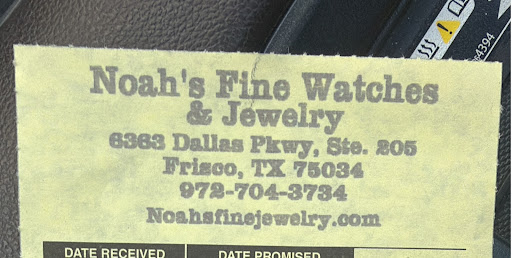 Noah's Fine Watches
& Jewelry
6363 Dallas Pkwy, Ste. 205
Frisco, TX 75034
972-704-3734
Noahsfinejewelry.com
DATE RECEIVED DATE PROMISED
4394